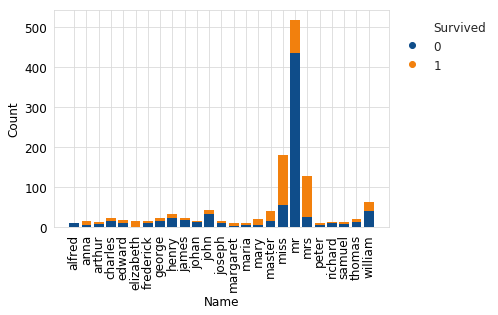 500
400
300
200
100
0
Count
alfred
anna
arthur
charles
edward
elizabeth
frederick
george
henry
james
johan
john
joseph
margaret
maria
mary
master
miss
mr
mrs
peter
richard
samuel
thomas
william
Name
Survived
0
1